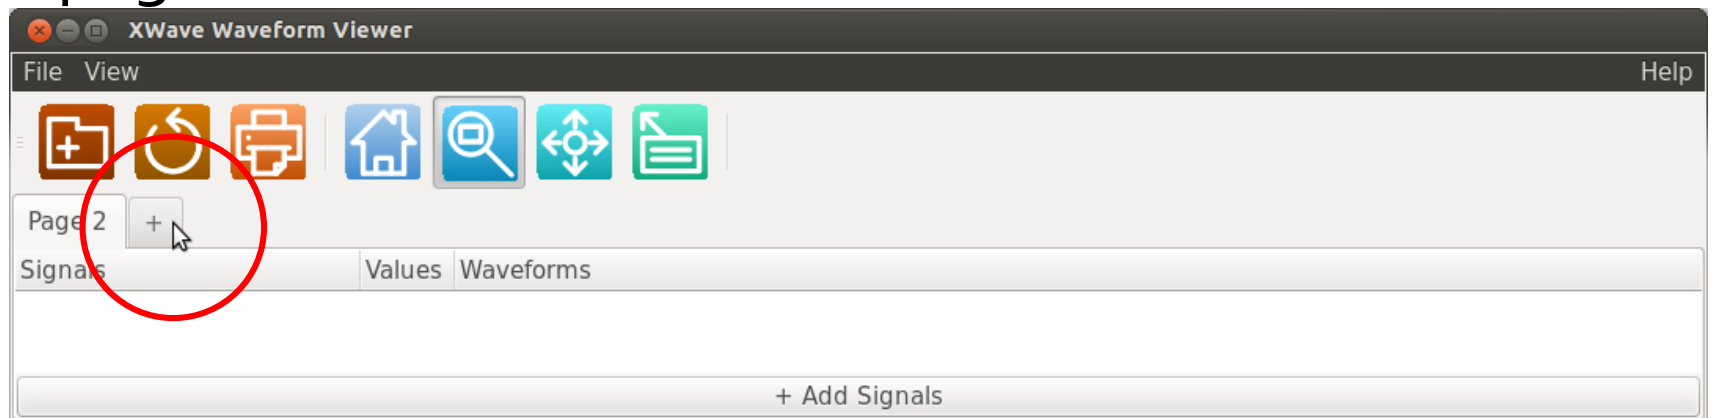 XWave Waveform Viewer
File View Help
Page 2 +
Signals Values Waveforms
+ Add Signals